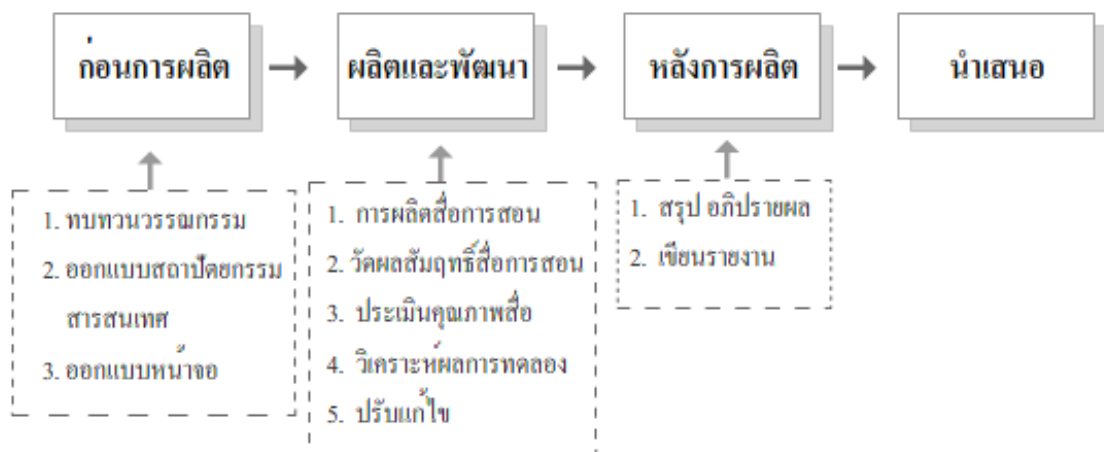 ก่อนการผลิต
ผลิตและพัฒนา
หลังการผลิต
นำเสนอ
1. ทบทวนวรรณกรรม
2. ออกแบบสถาปัตยกรรม
สารสนเทศ
3. ออกแบบหน้าจอ
1. การผลิตสื่อการสอน
2. วัดผลสัมฤทธิ์สื่อการสอน
3. ประเมินคุณภาพสื่อ
4. วิเคราะห์ผลการทดลอง
5. ปรับแก้ไข
1. สรุป อภิปรายผล
2. เขียนรายงาน